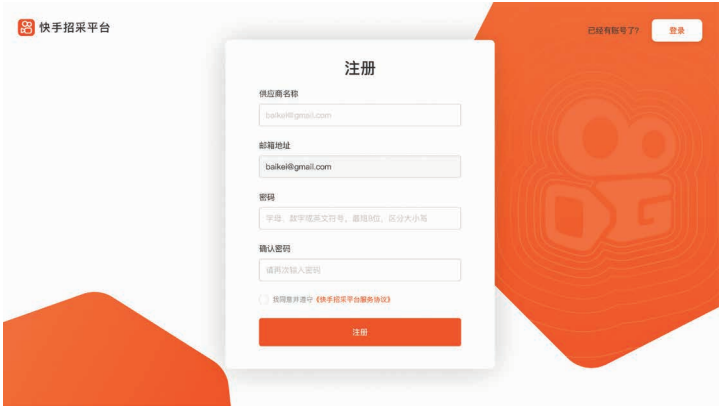 快手招采平台
已经有账号了?
登录
注册
供应商名称
baikei@gmail.com
邮箱地址
baikei@gmail.com
密码
字母、数字或英文符号，最短8位，区分大小写
确认密码
请再次输入密码
我同意并遵守《快手招采平台服务协议》
注册